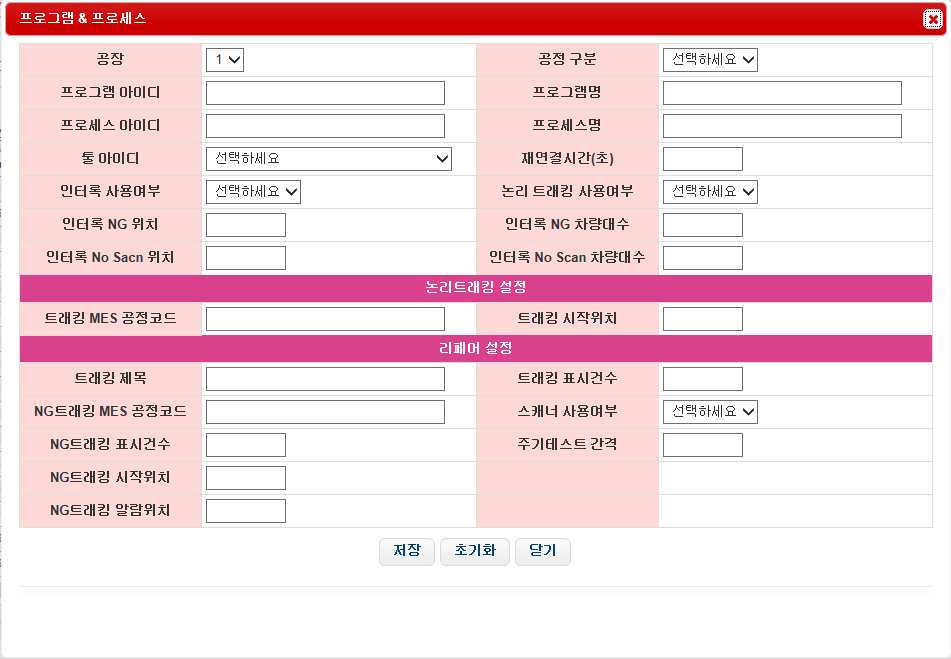 프로그램 & 프로세스
공장 1 공정 구분 선택하세요
프로그램 아이디 프로그램명
프로세스 아이디 프로세스명
툴 아이디 선택하세요 재연결시간(초)
인터록 사용여부 선택하세요 논리 트래킹 사용여부 선택하세요
인터록 NG 위치 인터록 NG 차량대수
인터록 No Sacn 위치 인터록 No Scan 차량대수
논리트래킹 설정
트래킹 MES 공정코드 트래킹 시작위치
리페어 설정
트래킹 제목 트래킹 표시건수
NG트래킹 MES 공정코드 스캐너 사용여부 선택하세요
NG트래킹 표시건수 주기테스트 간격
NG트래킹 시작위치
NG트래킹 알람위치
저장 초기화 닫기